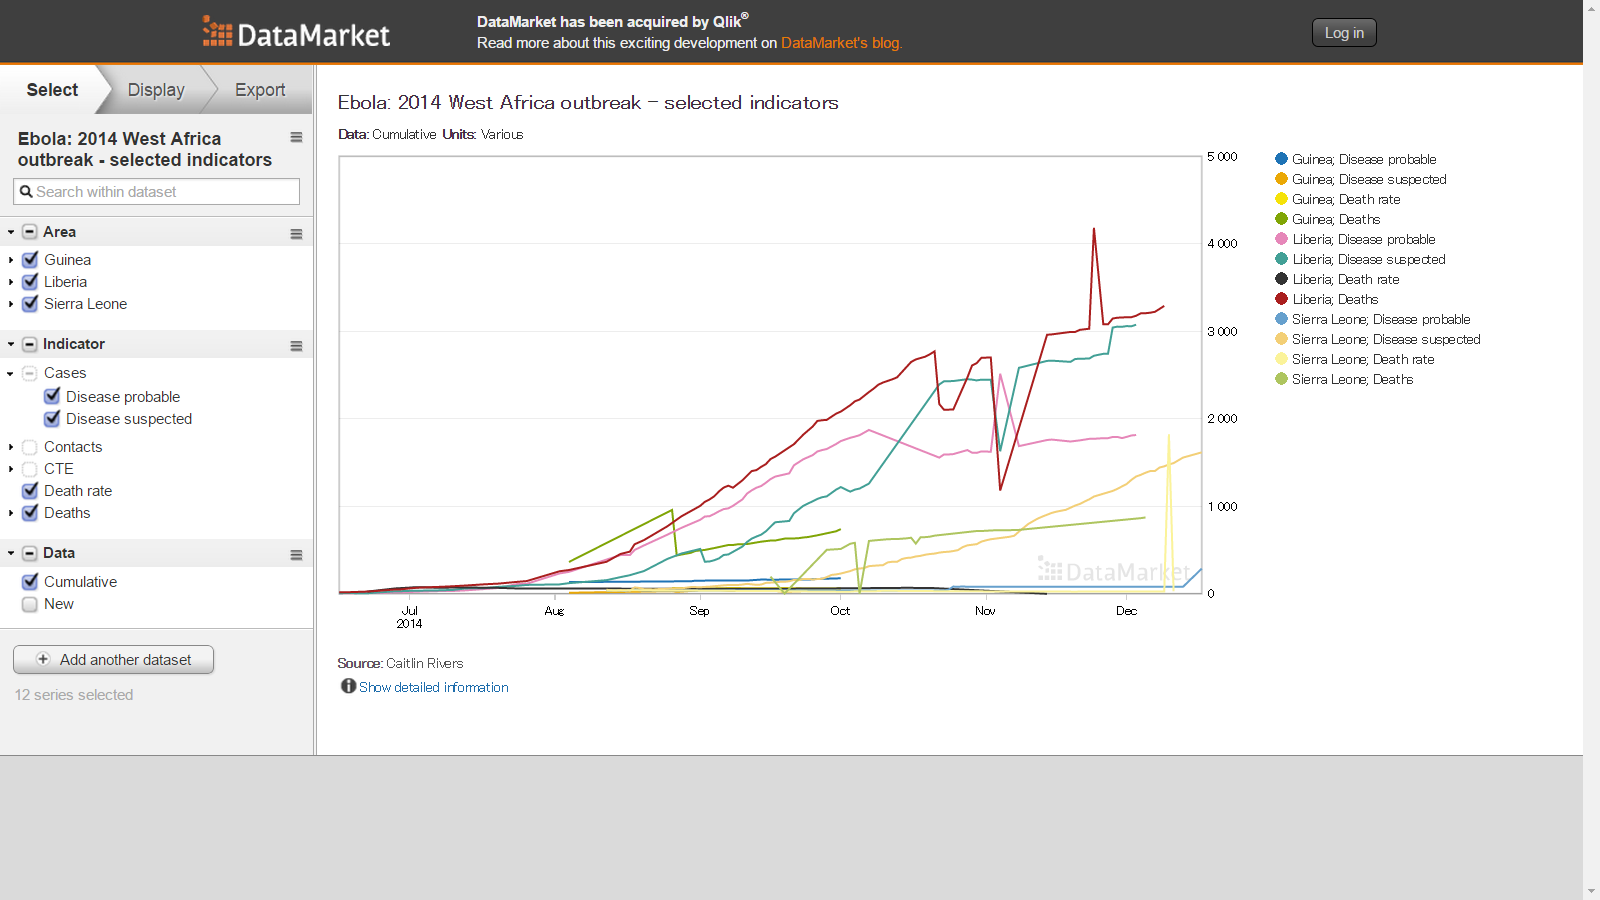 DataMarket
DataMarket has been acquired by Qlik®
Read more about this exciting development on DataMarket's blog.
Log in
Select
Display
Export
Ebola: 2014 West Africa
outbreak - selected indicators
Search within dataset
Area
Guinea
Liberia
Sierra Leone
Indicator
Cases
Disease probable
Disease suspected
Contacts
CTE
Death rate
Deaths
Data
Cumulative
New
Add another dataset
12 series selected
Ebola: 2014 West Africa outbreak – selected indicators
Data: Cumulative Units: Various
5 000
4 000
3 000
2 000
1 000
0
Jul
2014
Aug
Sep
Oct
Nov
Dec
DataMarket
Guinea; Disease probable
Guinea; Disease suspected
Guinea; Death rate
Guinea; Deaths
Liberia; Disease probable
Liberia; Disease suspected
Liberia; Death rate
Liberia; Deaths
Sierra Leone; Disease probable
Sierra Leone; Disease suspected
Sierra Leone; Death rate
Sierra Leone; Deaths
Source: Caitlin Rivers
Show detailed information